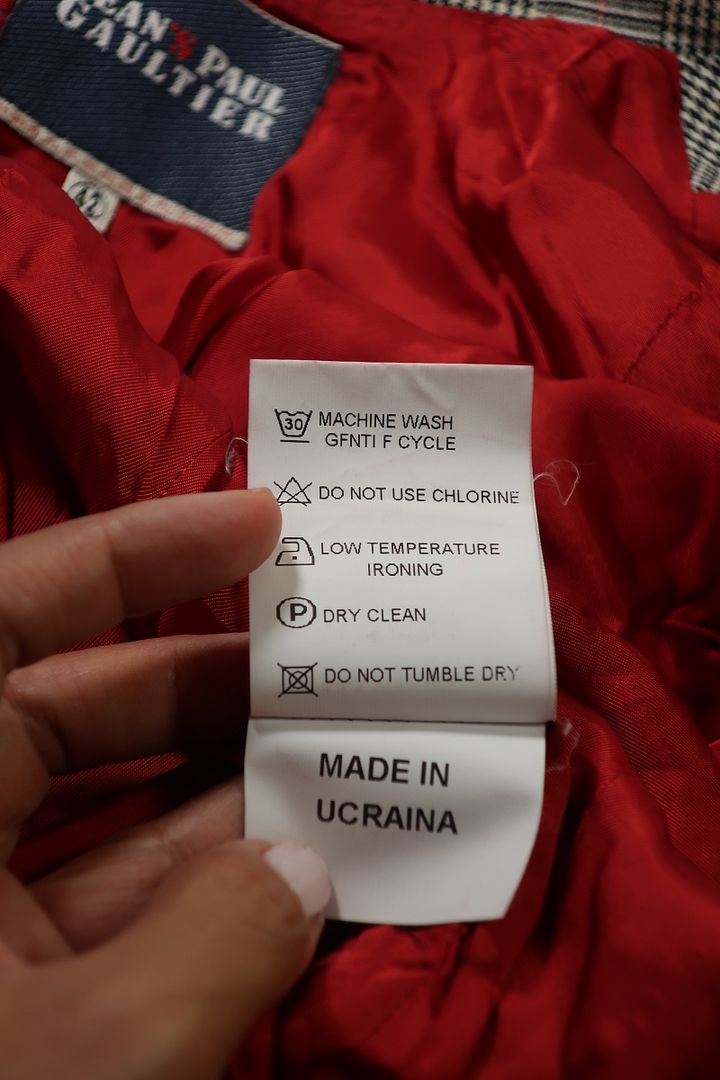 JEAN'S PAUL
GAULTIER
42
30 MACHINE WASH
GFNTI F CYCLE
DO NOT USE CHLORINE
LOW TEMPERATURE
IRONING
P DRY CLEAN
DO NOT TUMBLE DRY
MADE IN
UCRAINA